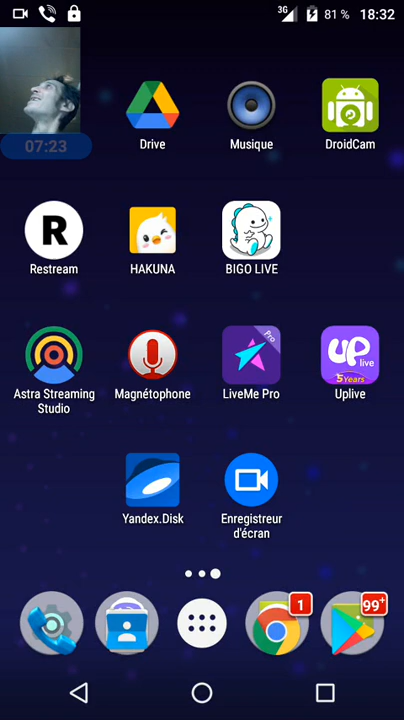 3G 81 % 18:32
07:23
Drive Musique DroidCam
R
Restream HAKUNA BIGO LIVE
Pro
up live
5 Years
Astra Streaming Studio Magnétophone LiveMe Pro Uplive
Yandex.Disk Enregistreur d'écran
1 99+